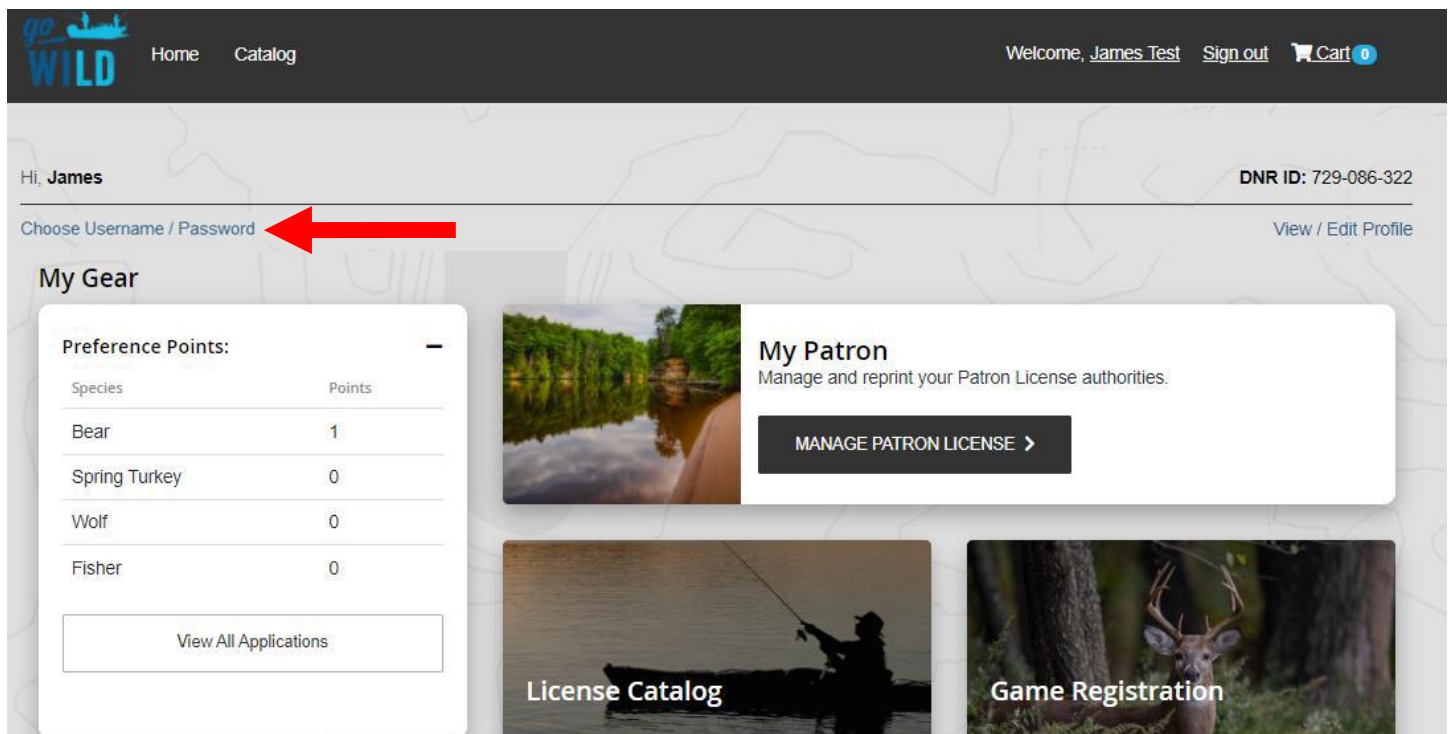 go
WILD
Home Catalog
Welcome, James Test Sign out Cart 0
Hi, James
DNR ID: 729-086-322
Choose Username / Password
View / Edit Profile
My Gear
Preference Points:
Species Points
Bear 1
Spring Turkey 0
Wolf 0
Fisher 0
View All Applications
My Patron
Manage and reprint your Patron License authorities.
MANAGE PATRON LICENSE
License Catalog
Game Registration